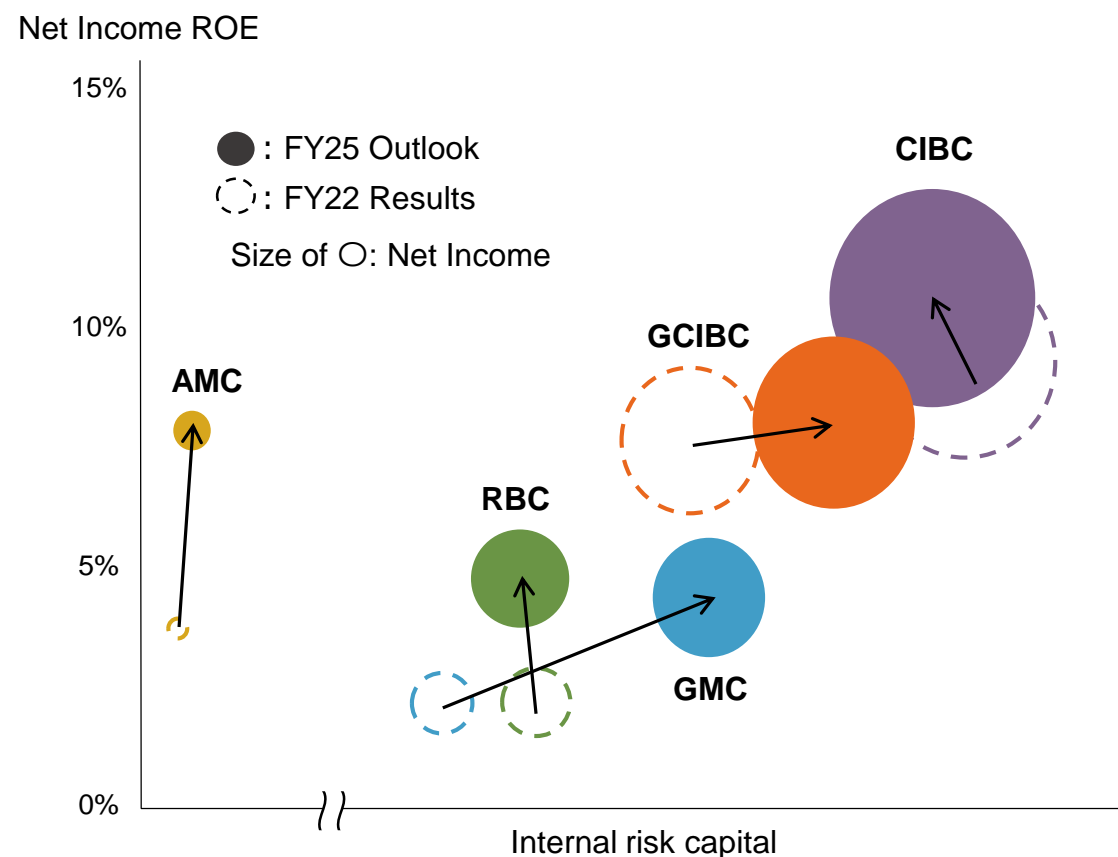 Net Income ROE
15%
: FY25 Outlook
CIBC
: FY22 Results
Size of ○: Net Income
10%
GCIBC
AMC
RBC
5%
GMC
0%
Internal risk capital